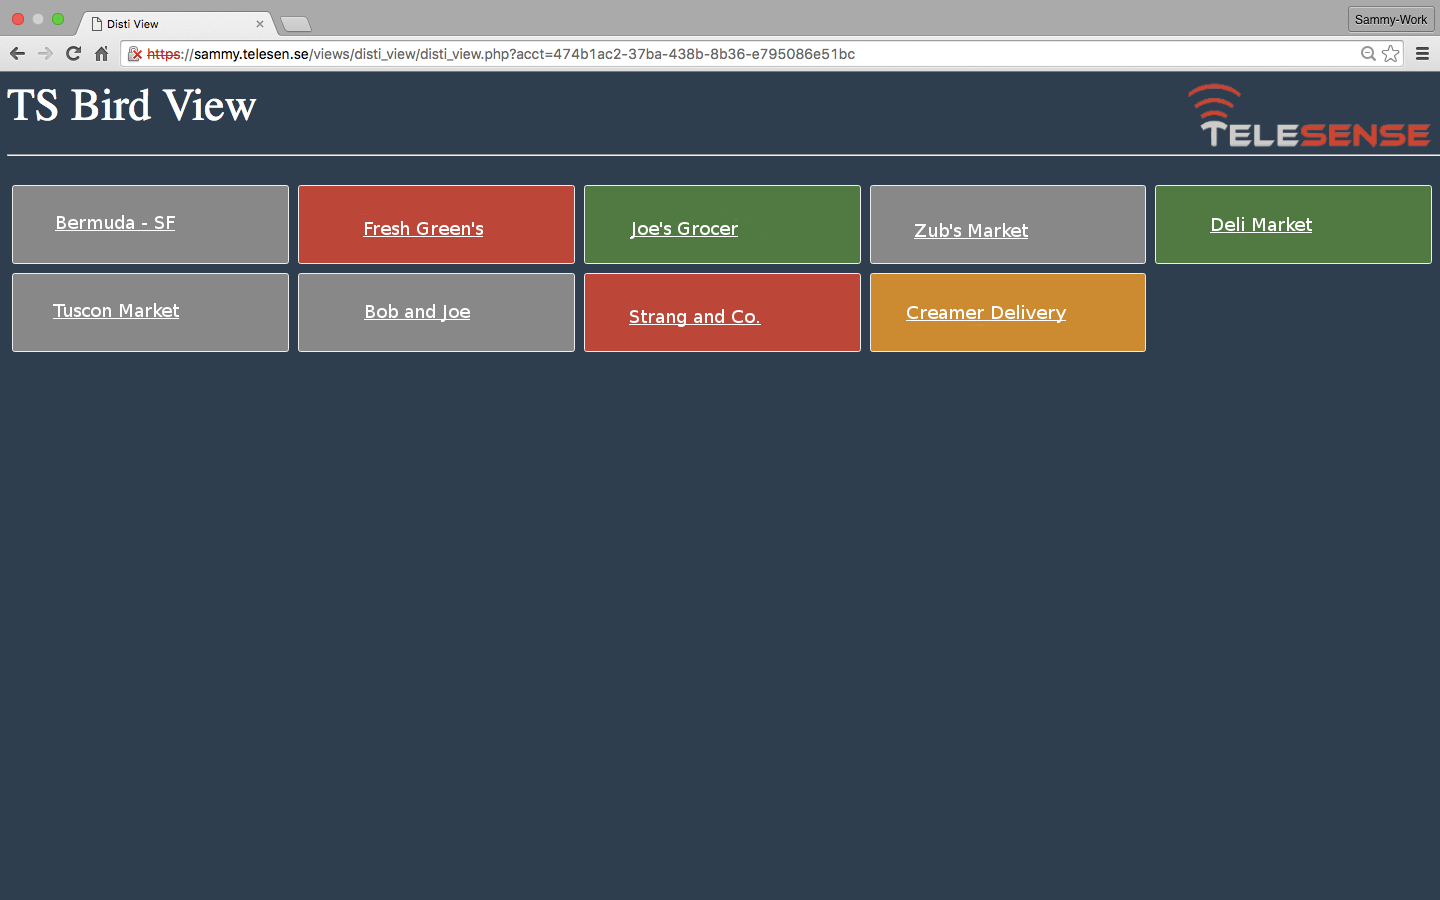 Disti View
Sammy-Work
https://sammy.telesen.se/views/disti_view/disti_view.php?acct=474b1ac2-37ba-438b-8b36-e795086e51bc
TS Bird View
TELESENSE
Bermuda - SF
Fresh Green's
Joe's Grocer
Zub's Market
Deli Market
Tuscon Market
Bob and Joe
Strang and Co.
Creamer Delivery